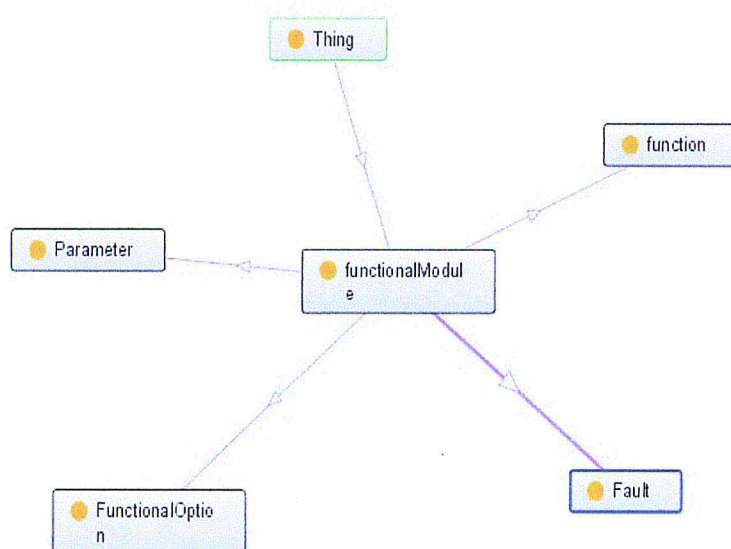 Thing
function
Parameter
functionalModul
e
FunctionalOptio
n
Fault